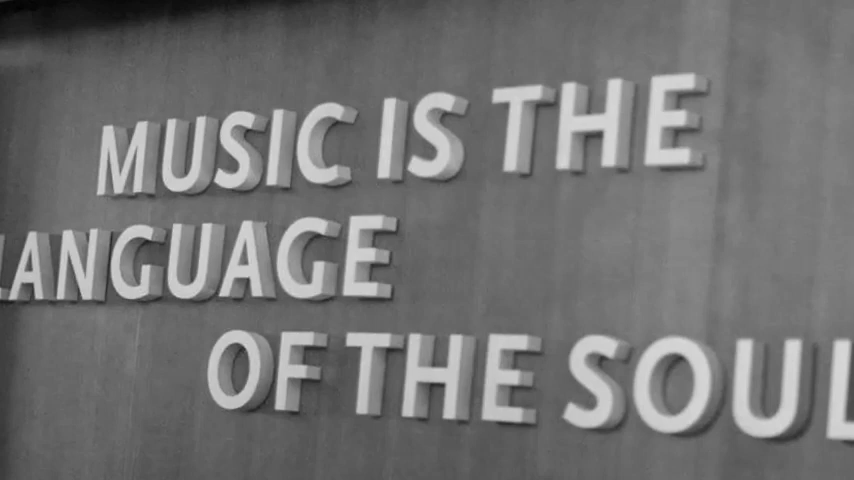 MUSIC IS THE
LANGUAGE
OF THE SOUL